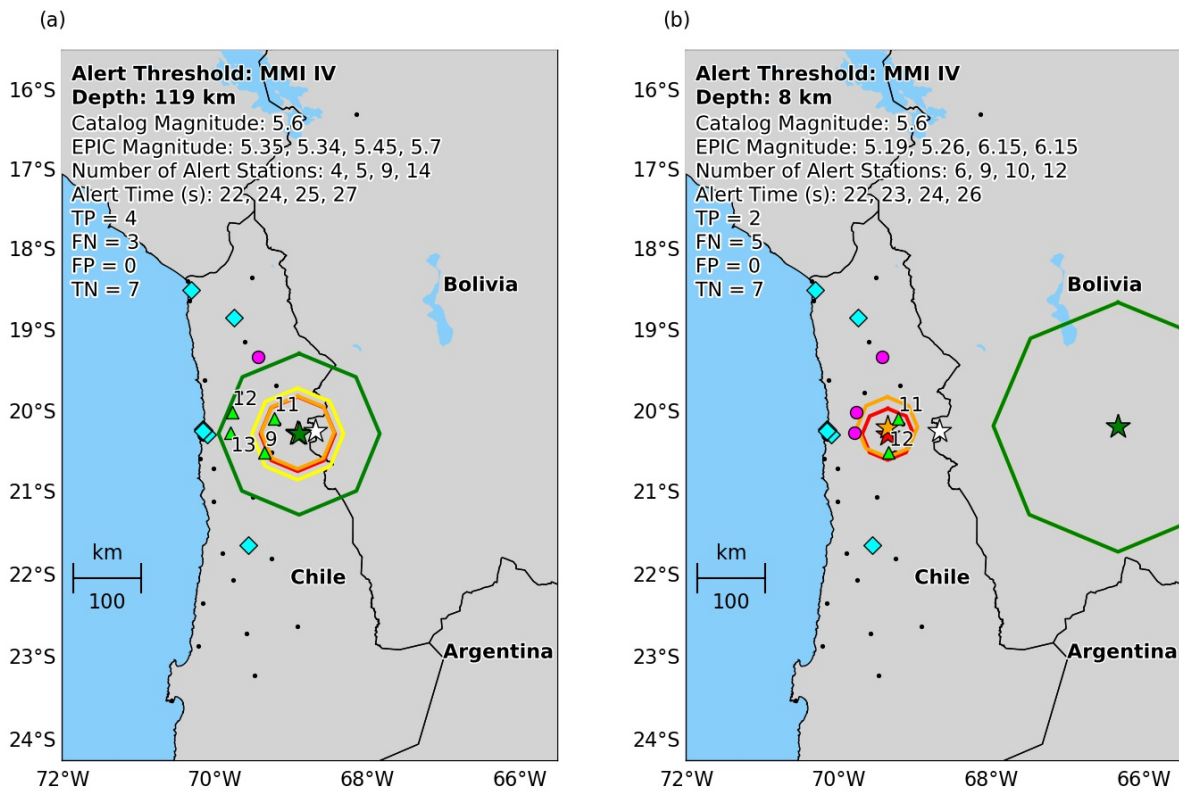 (a)
Alert Threshold: MMI IV
Depth: 119 km
Catalog Magnitude: 5.6
EPIC Magnitude: 5.35, 5.34, 5.45, 5.7
Number of Alert Stations: 4, 5, 9, 14
Alert Time (s): 22, 24, 25, 27
TP = 4
FN = 3
FP = 0
TN = 7
16°S
17°S
18°S
19°S
20°S
21°S
22°S
23°S
24°S
Bolivia
12
11
13
9
km
100
Chile
Argentina
72°W
70°W
68°W
66°W
(b)
Alert Threshold: MMI IV
Depth: 8 km
Catalog Magnitude: 5.6
EPIC Magnitude: 5.19, 5.26, 6.15, 6.15
Number of Alert Stations: 6, 9, 10, 12
Alert Time (s): 22, 23, 24, 26
TP = 2
FN = 5
FP = 0
TN = 7
16°S
17°S
18°S
19°S
20°S
21°S
22°S
23°S
24°S
Bolivia
11
12
km
100
Chile
Argentina
72°W
70°W
68°W
66°W